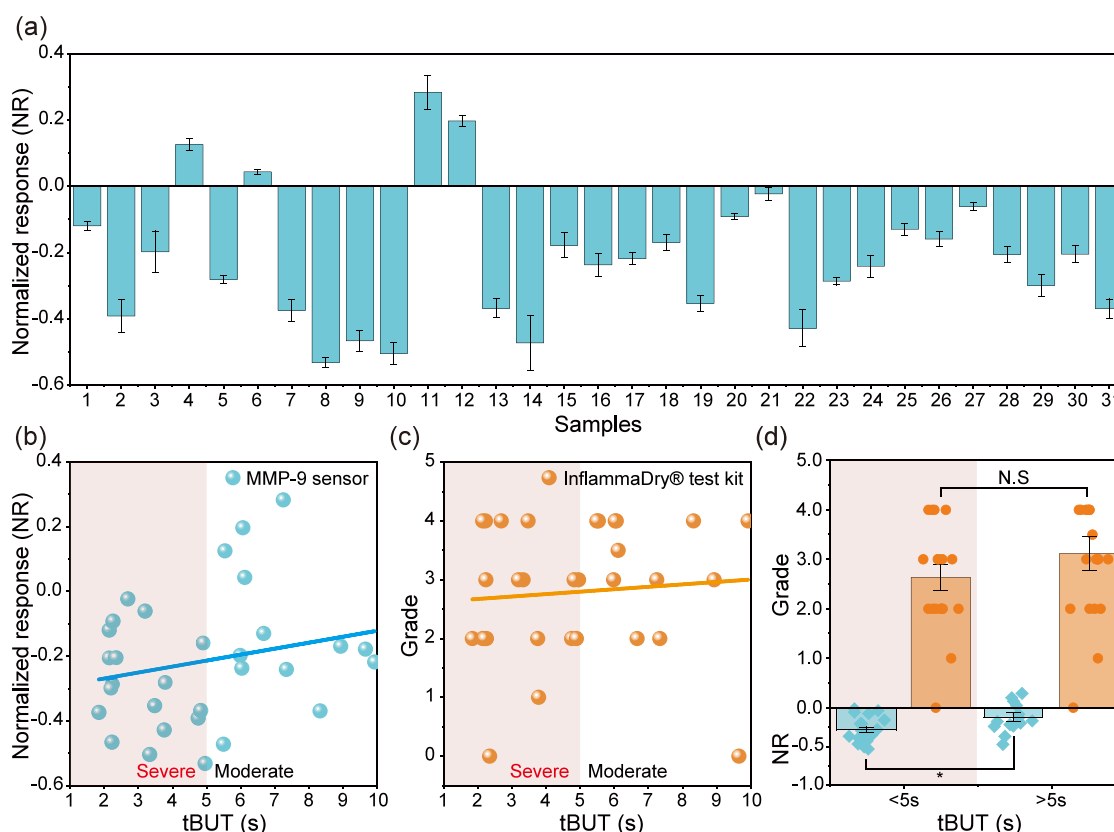 (a)
Normalized response (NR)
0.4
0.2
0.0
-0.2
-0.4
-0.6
1 2 3 4 5 6 7 8 9 10 11 12 13 14 15 16 17 18 19 20 21 22 23 24 25 26 27 28 29 30 31
Samples
(b)
Normalized response (NR)
0.4
0.2
0.0
-0.2
-0.4
-0.6
MMP-9 sensor
Severe Moderate
1 2 3 4 5 6 7 8 9 10
tBUT (s)
(c)
Grade
5
4
3
2
1
0
InflammaDry® test kit
Severe Moderate
1 2 3 4 5 6 7 8 9 10
tBUT (s)
(d)
Grade
NR
5.0
4.0
3.0
2.0
1.0
0.0
-0.5
-1.0
N.S
*
<5s >5s
tBUT (s)